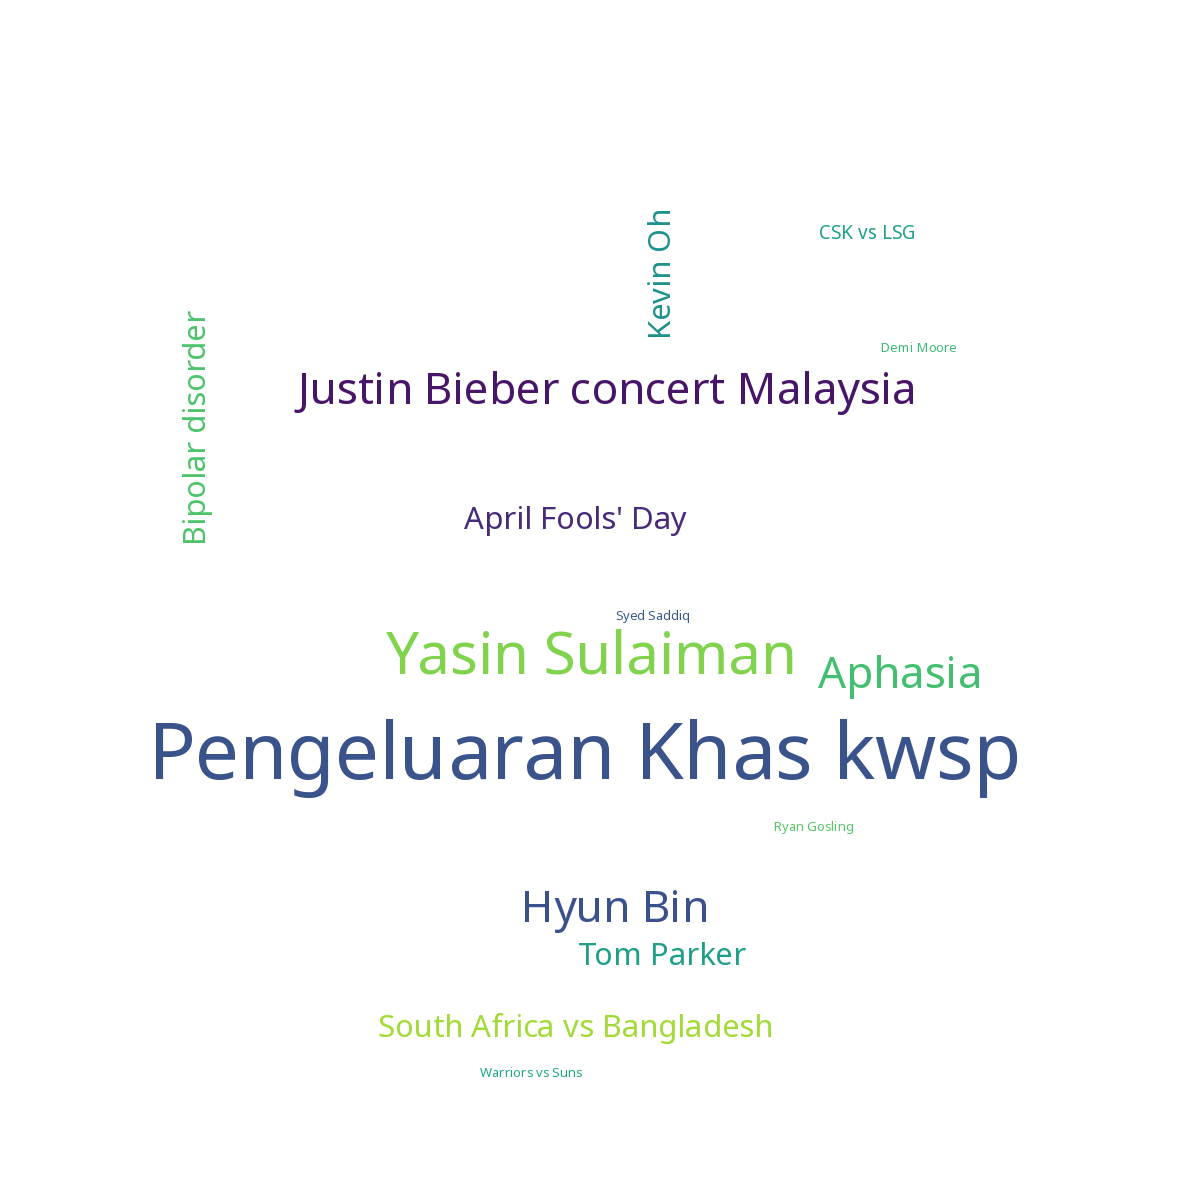 Kevin Oh
CSK vs LSG
Bipolar disorder
Demi Moore
Justin Bieber concert Malaysia
April Fools' Day
Syed Saddiq
Yasin Sulaiman
Aphasia
Pengeluaran Khas kwsp
Ryan Gosling
Hyun Bin
Tom Parker
South Africa vs Bangladesh
Warriors vs Suns